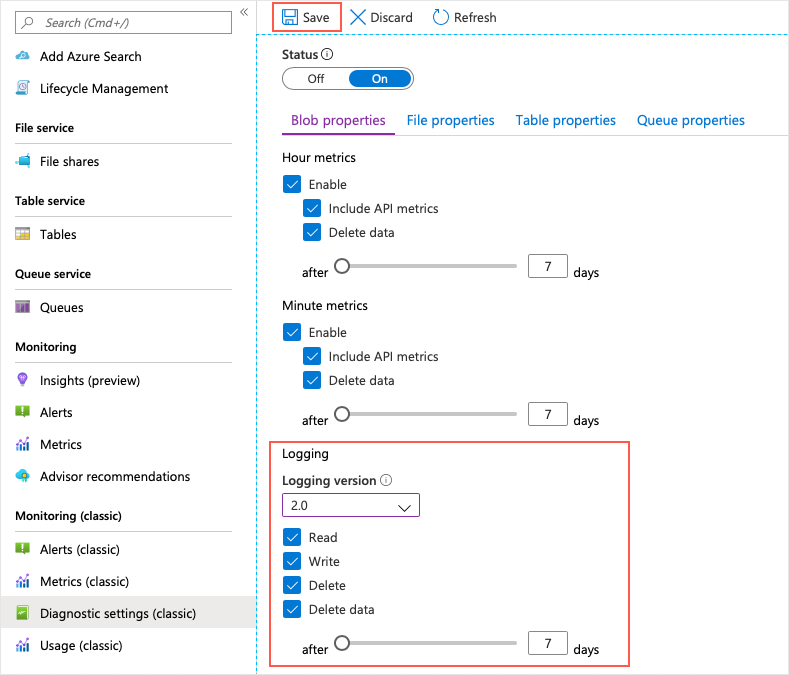 Search (Cmd+/)
«
Add Azure Search
Lifecycle Management
File service
File shares
Table service
Tables
Queue service
Queues
Monitoring
Insights (preview)
Alerts
Metrics
Advisor recommendations
Monitoring (classic)
Alerts (classic)
Metrics (classic)
Diagnostic settings (classic)
Usage (classic)
Save Discard Refresh
Status
Off On
Blob properties File properties Table properties Queue properties
Hour metrics
Enable
Include API metrics
Delete data
after 7 days
Minute metrics
Enable
Include API metrics
Delete data
after 7 days
Logging
Logging version
2.0
Read
Write
Delete
Delete data
after 7 days